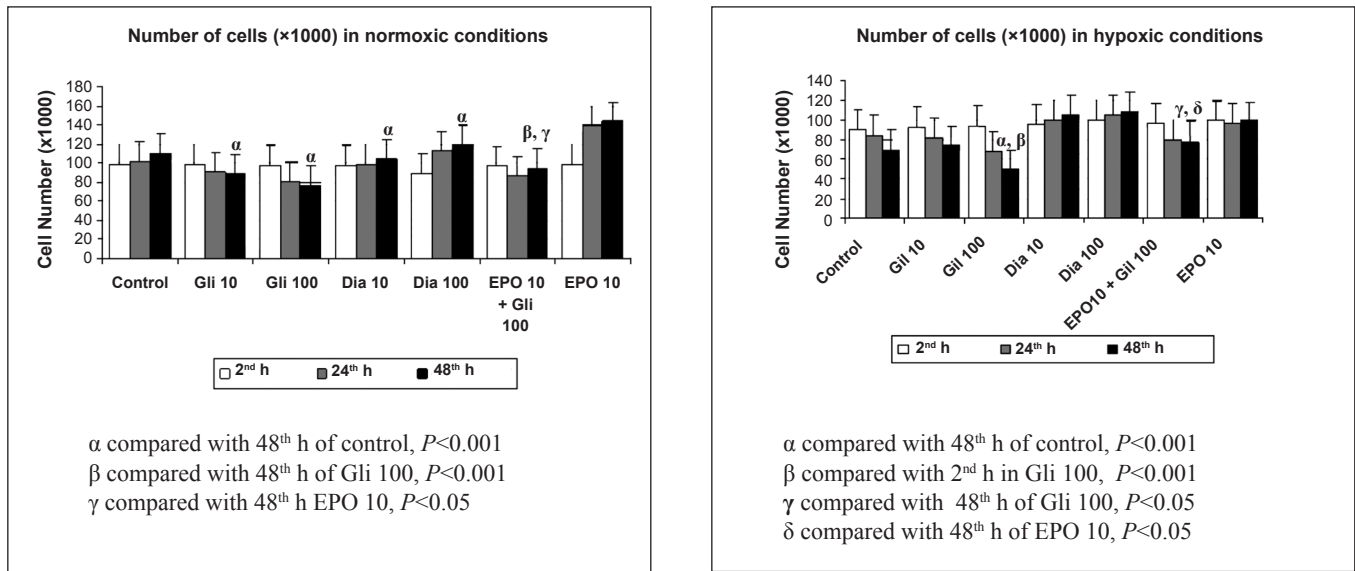 Number of cells (×1000) in normoxic conditions
Cell Number (x1000)
180
160
140
120
100
80
60
40
20
0
α
α
α
α
β, γ
Control
Gli 10
Gli 100
Dia 10
Dia 100
EPO 10
+ Gli
100
EPO 10
2nd h
24th h
48th h
α compared with 48th h of control, P<0.001
β compared with 48th h of Gli 100, P<0.001
γ compared with 48th h EPO 10, P<0.05
Number of cells (×1000) in hypoxic conditions
Cell Number (x1000)
140
120
100
80
60
40
20
0
α, β
γ, δ
Control
Gil 10
Gil 100
Dia 10
Dia 100
EPO10 + Gil 100
EPO 10
2nd h
24th h
48th h
α compared with 48th h of control, P<0.001
β compared with 2nd h in Gli 100, P<0.001
γ compared with 48th h of Gli 100, P<0.05
δ compared with 48th h of EPO 10, P<0.05